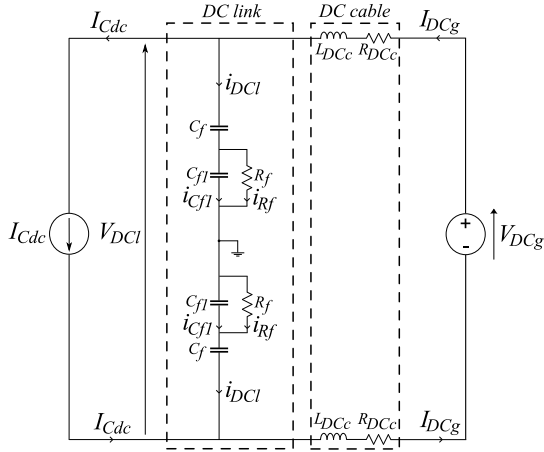 DC link DC cable
I_Cdc I_DCg
L_DCc R_DCc
i_DCl
C_f
C_f1 R_f
i_Cf1 i_Rf
I_Cdc V_DCl + - V_DCg
C_f1 R_f
i_Cf1 i_Rf
C_f
i_DCl
L_DCc R_DCc
I_Cdc I_DCg